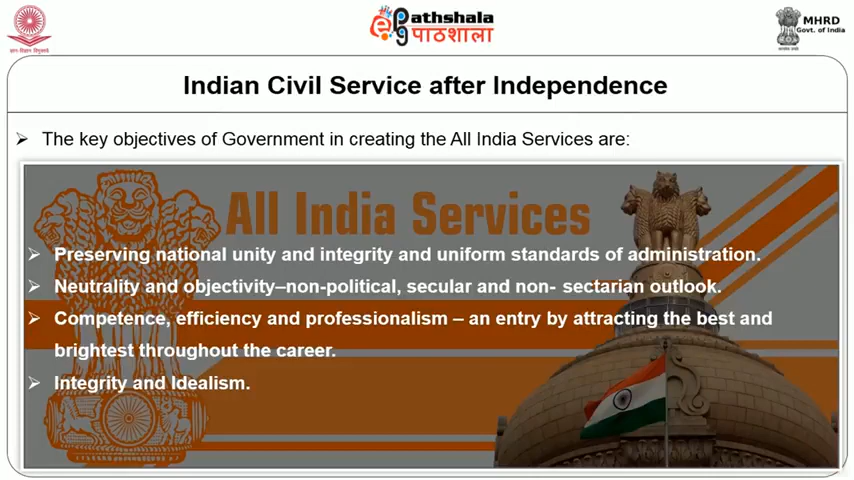 ePathshala
पाठशाला
MHRD
Govt. of India
Indian Civil Service after Independence
➢ The key objectives of Government in creating the All India Services are:
All India Services
➢ Preserving national unity and integrity and uniform standards of administration.
➢ Neutrality and objectivity–non-political, secular and non- sectarian outlook.
➢ Competence, efficiency and professionalism – an entry by attracting the best and
brightest throughout the career.
➢ Integrity and Idealism.